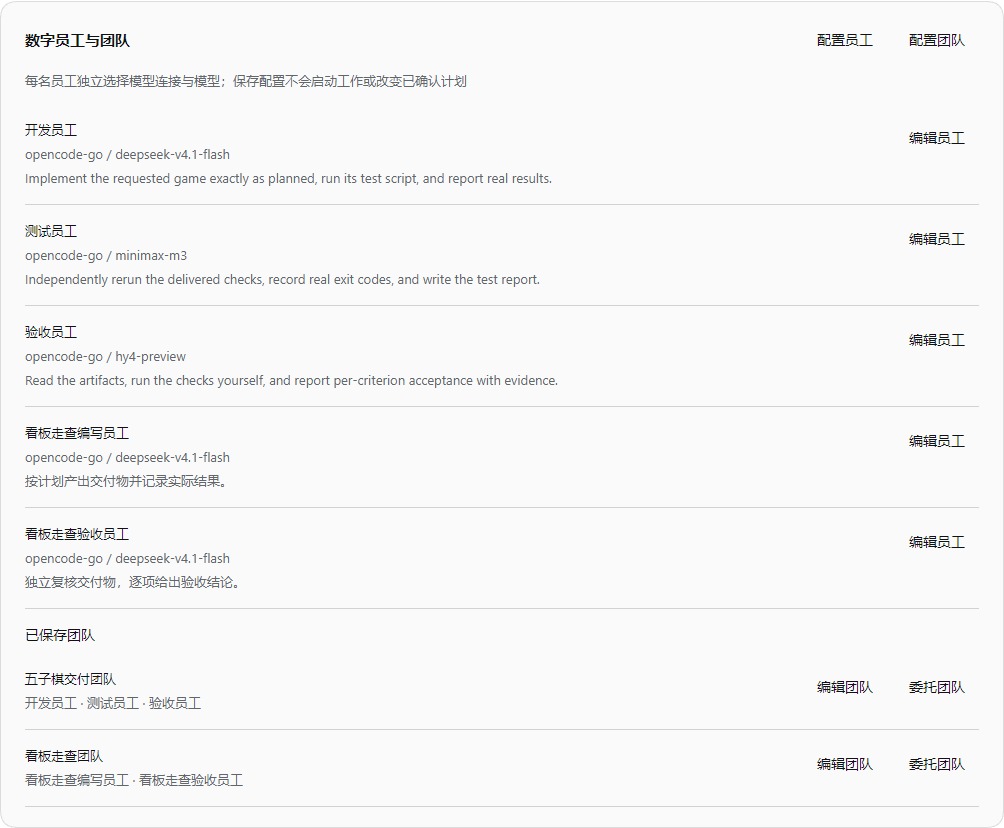 数字员工与团队 配置员工 配置团队
每名员工独立选择模型连接与模型；保存配置不会启动工作或改变已确认计划
开发员工
编辑员工
opencode-go / deepseek-v4.1-flash
Implement the requested game exactly as planned, run its test script, and report real results.
测试员工
编辑员工
opencode-go / minimax-m3
Independently rerun the delivered checks, record real exit codes, and write the test report.
验收员工
编辑员工
opencode-go / hy4-preview
Read the artifacts, run the checks yourself, and report per-criterion acceptance with evidence.
看板走查编写员工
编辑员工
opencode-go / deepseek-v4.1-flash
按计划产出交付物并记录实际结果。
看板走查验收员工
编辑员工
opencode-go / deepseek-v4.1-flash
独立复核交付物，逐项给出验收结论。
已保存团队
五子棋交付团队
编辑团队 委托团队
开发员工 · 测试员工 · 验收员工
看板走查团队
编辑团队 委托团队
看板走查编写员工 · 看板走查验收员工